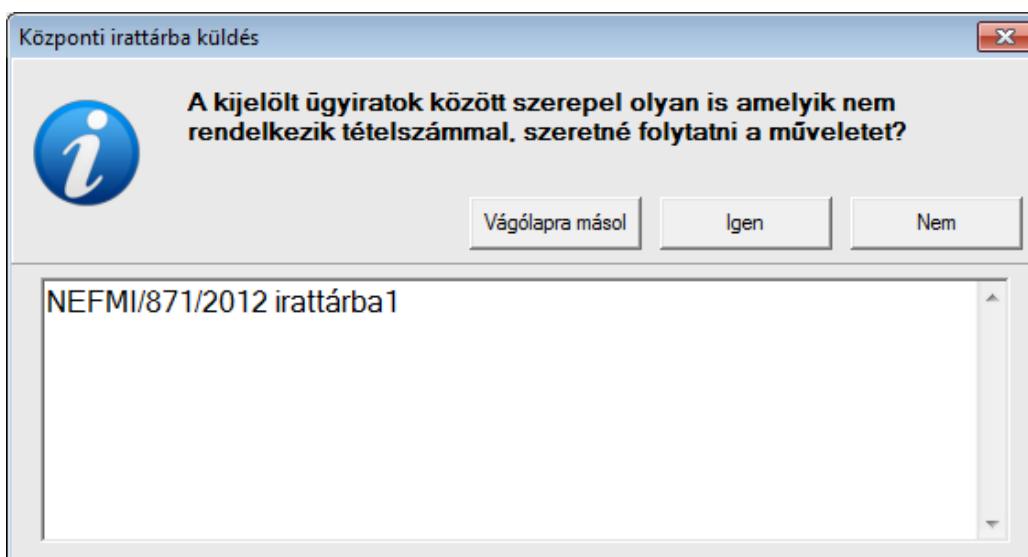 Központi irattárba küldés
A kijelölt ügyiratok között szerepel olyan is amelyik nem
rendelkezik tételszámmal, szeretné folytatni a műveletet?
Vágólapra másol Igen Nem
NEFMI/871/2012 irattárba1